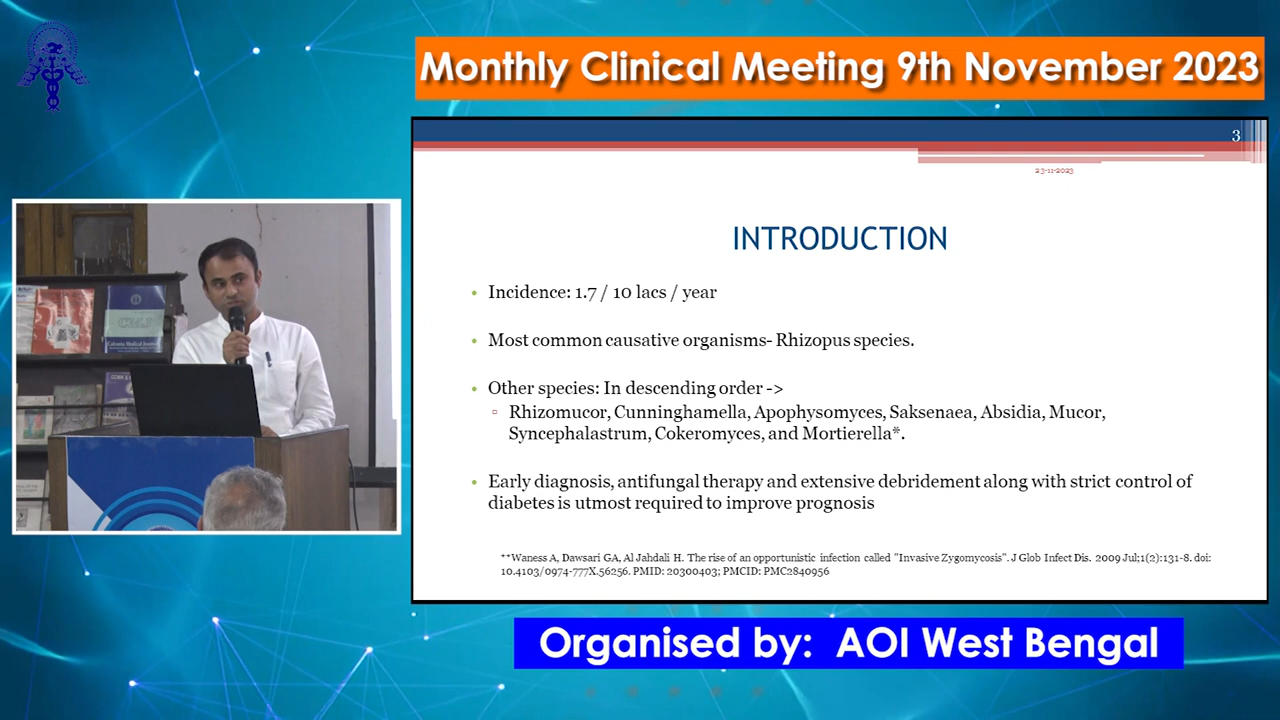 Monthly Clinical Meeting 9th November 2023
3
23-11-2023
INTRODUCTION
• Incidence: 1.7 / 10 lacs / year
• Most common causative organisms- Rhizopus species.
• Other species: In descending order ->
▫ Rhizomucor, Cunninghamella, Apophysomyces, Saksenaea, Absidia, Mucor,
Syncephalastrum, Cokeromyces, and Mortierella*.
• Early diagnosis, antifungal therapy and extensive debridement along with strict control of
diabetes is utmost required to improve prognosis
**Waness A, Dawsari GA, Al Jahdali H. The rise of an opportunistic infection called "Invasive Zygomycosis". J Glob Infect Dis. 2009 Jul;1(2):131-8. doi:
10.4103/0974-777X.56256. PMID: 20300403; PMCID: PMC2840956
CMJ
Calcutta Medical Journal
Organised by: AOI West Bengal